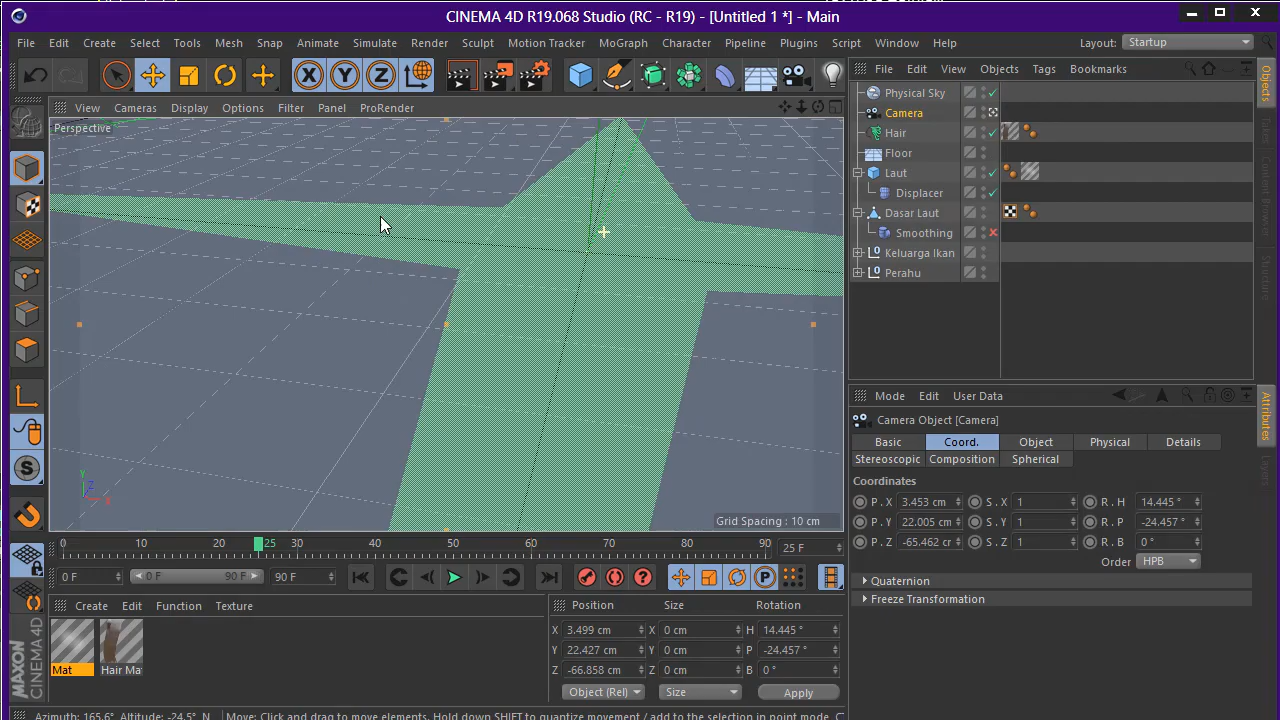 CINEMA 4D R19.068 Studio (RC - R19) - [Untitled 1 *] - Main
File Edit Create Select Tools Mesh Snap Animate Simulate Render Sculpt Motion Tracker MoGraph Character Pipeline Plugins Script Window Help Layout: Startup
File Edit View Objects Tags Bookmarks
Objects
Takes
Content Browser
Structure
View Cameras Display Options Filter Panel ProRender
Perspective
Physical Sky
Camera
Hair
Floor
Laut
Displacer
Dasar Laut
Smoothing
Keluarga Ikan
Perahu
Y
Z
X
Grid Spacing : 10 cm
Mode Edit User Data
Attributes
Layers
Camera Object [Camera]
Basic Coord. Object Physical Details
Stereoscopic Composition Spherical
Coordinates
P . X 3.453 cm S . X 1 R . H 14.445 °
P . Y 22.005 cm S . Y 1 R . P -24.457 °
P . Z -65.462 cr S . Z 1 R . B 0 °
Order HPB
Quaternion
Freeze Transformation
0 10 20 25 30 40 50 60 70 80 90 25 F
0 F 0 F 90 F 90 F
Create Edit Function Texture
Mat
Hair Ma
Position Size Rotation
X 3.499 cm X 0 cm H 14.445 °
Y 22.427 cm Y 0 cm P -24.457 °
Z -66.858 cm Z 0 cm B 0 °
Object (Rel) Size Apply
MAXON
CINEMA 4D
Azimuth: 165.6° Altitude: -24.5° N Move: Click and drag to move elements. Hold down SHIFT to quantize movement / add to the selection in point mode,